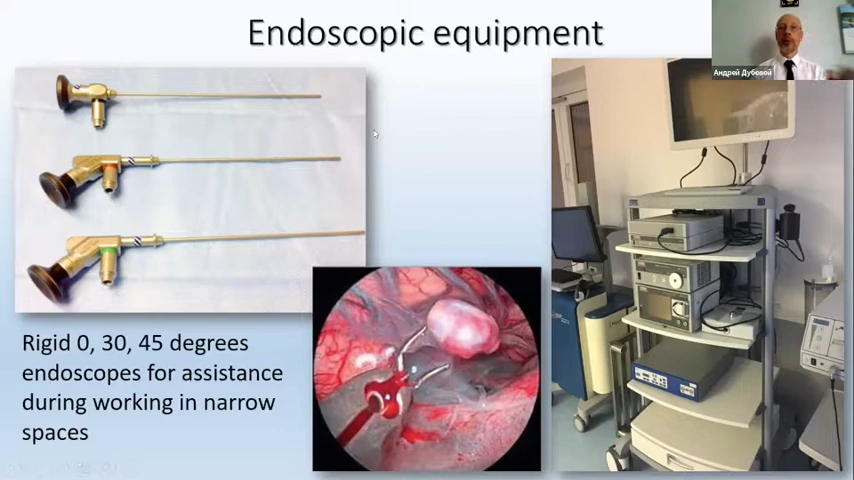 Endoscopic equipment
Андрей Дубовой
Rigid 0, 30, 45 degrees
endoscopes for assistance
during working in narrow
spaces